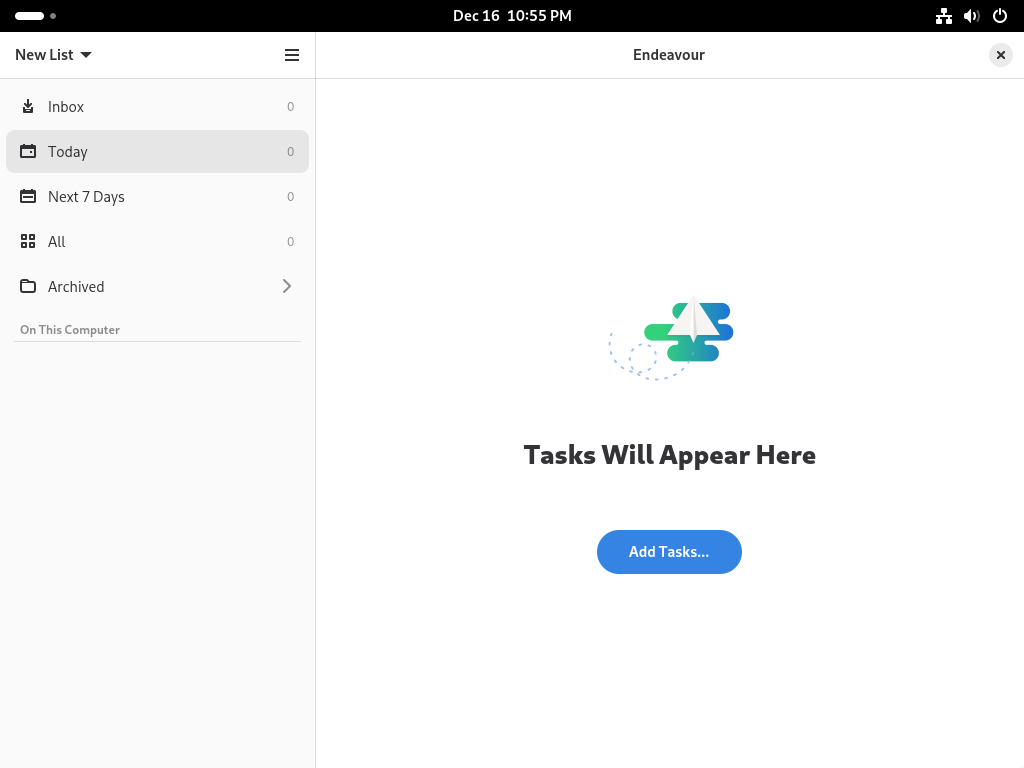 Dec 16 10:55 PM
New List
Endeavour
Inbox 0
Today 0
Next 7 Days 0
All 0
Archived
On This Computer
Tasks Will Appear Here
Add Tasks...